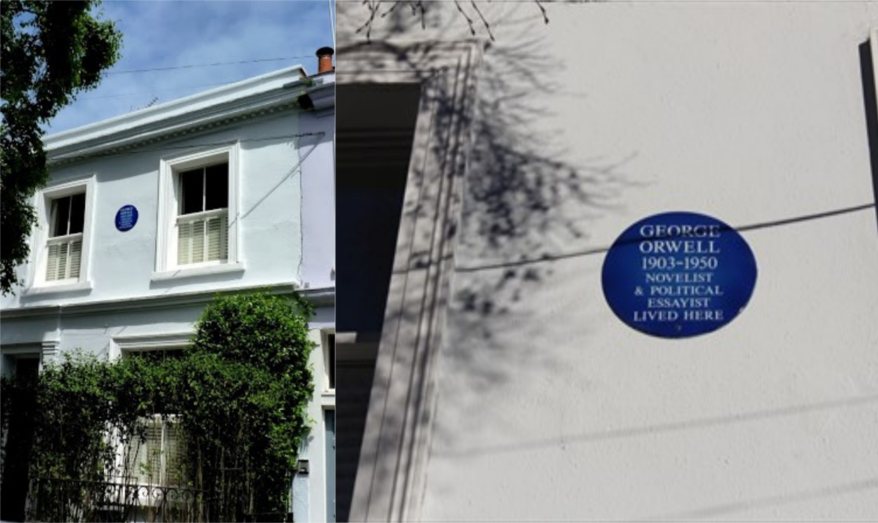 GEORGE
ORWELL
1903-1950
NOVELIST
& POLITICAL
ESSAYIST
LIVED HERE